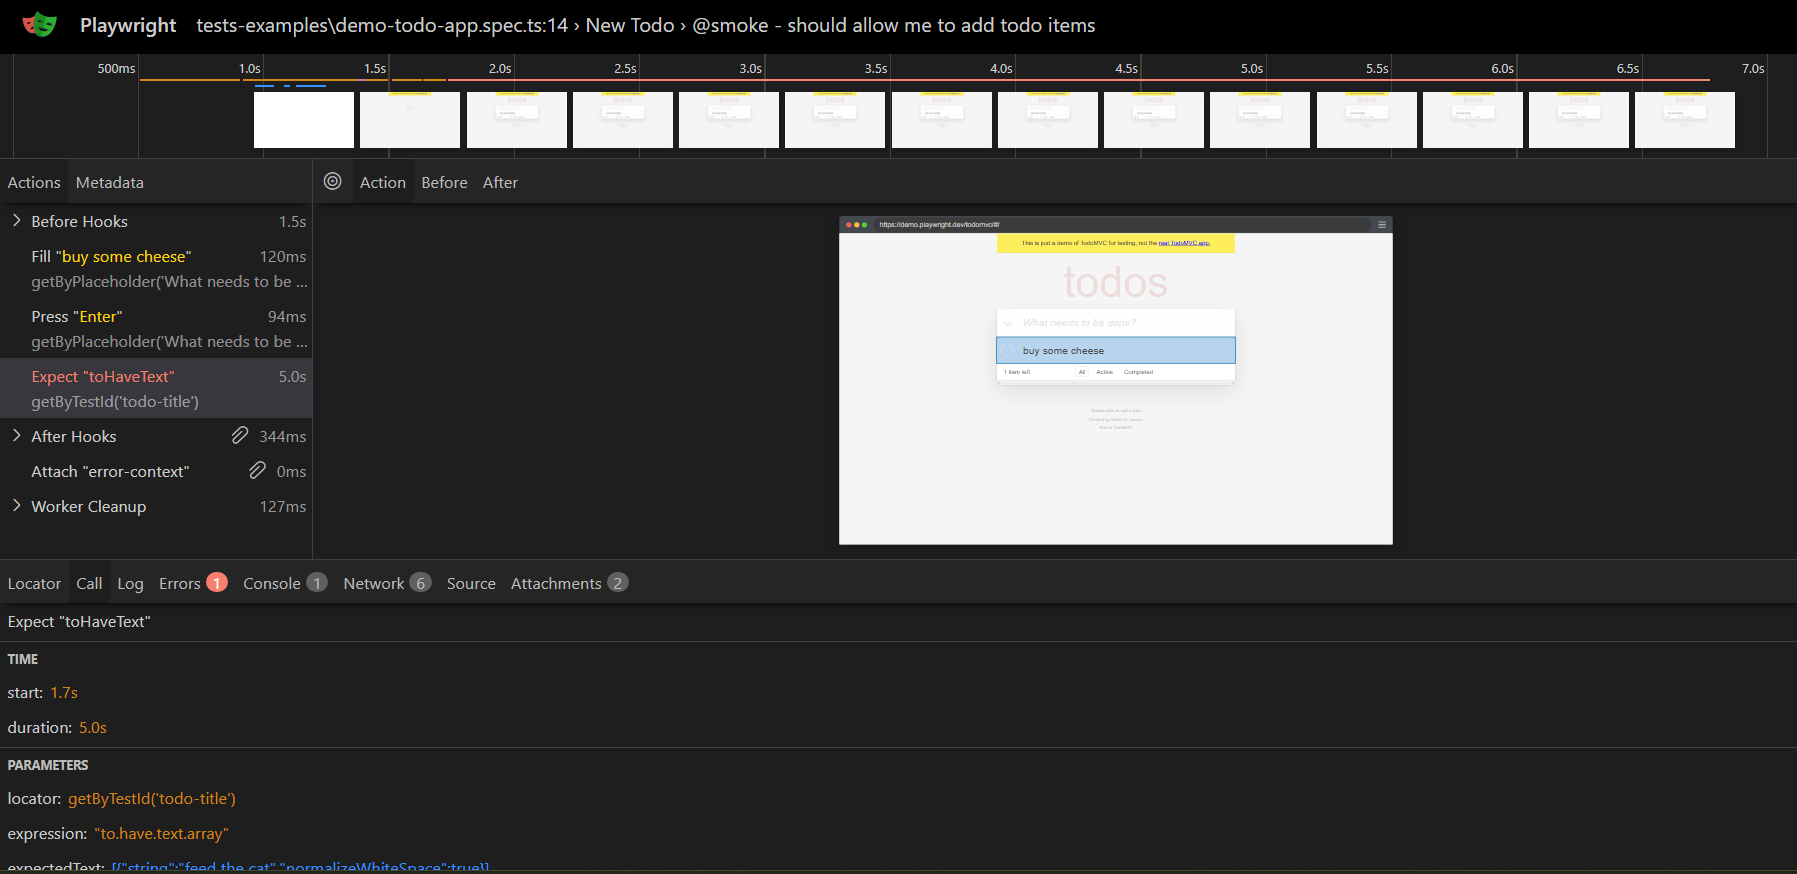 Playwright tests-examples\demo-todo-app.spec.ts:14 › New Todo › @smoke - should allow me to add todo items
500ms 1.0s 1.5s 2.0s 2.5s 3.0s 3.5s 4.0s 4.5s 5.0s 5.5s 6.0s 6.5s 7.0s
Actions Metadata
Before Hooks 1.5s
Fill "buy some cheese" 120ms
getByPlaceholder('What needs to be ...
Press "Enter" 94ms
getByPlaceholder('What needs to be ...
Expect "toHaveText" 5.0s
getByTestId('todo-title')
After Hooks 344ms
Attach "error-context" 0ms
Worker Cleanup 127ms
Action Before After
https://demo.playwright.dev/todomvc/#/
This is just a demo of TodoMVC for testing, not the real TodoMVC app.
todos
What needs to be done?
buy some cheese
1 item left All Active Completed
Locator Call Log Errors 1 Console 1 Network 6 Source Attachments 2
Expect "toHaveText"
TIME
start: 1.7s
duration: 5.0s
PARAMETERS
locator: getByTestId('todo-title')
expression: "to.have.text.array"
expectedText: [{"string":"feed the cat","normalizeWhiteSpace":true}]